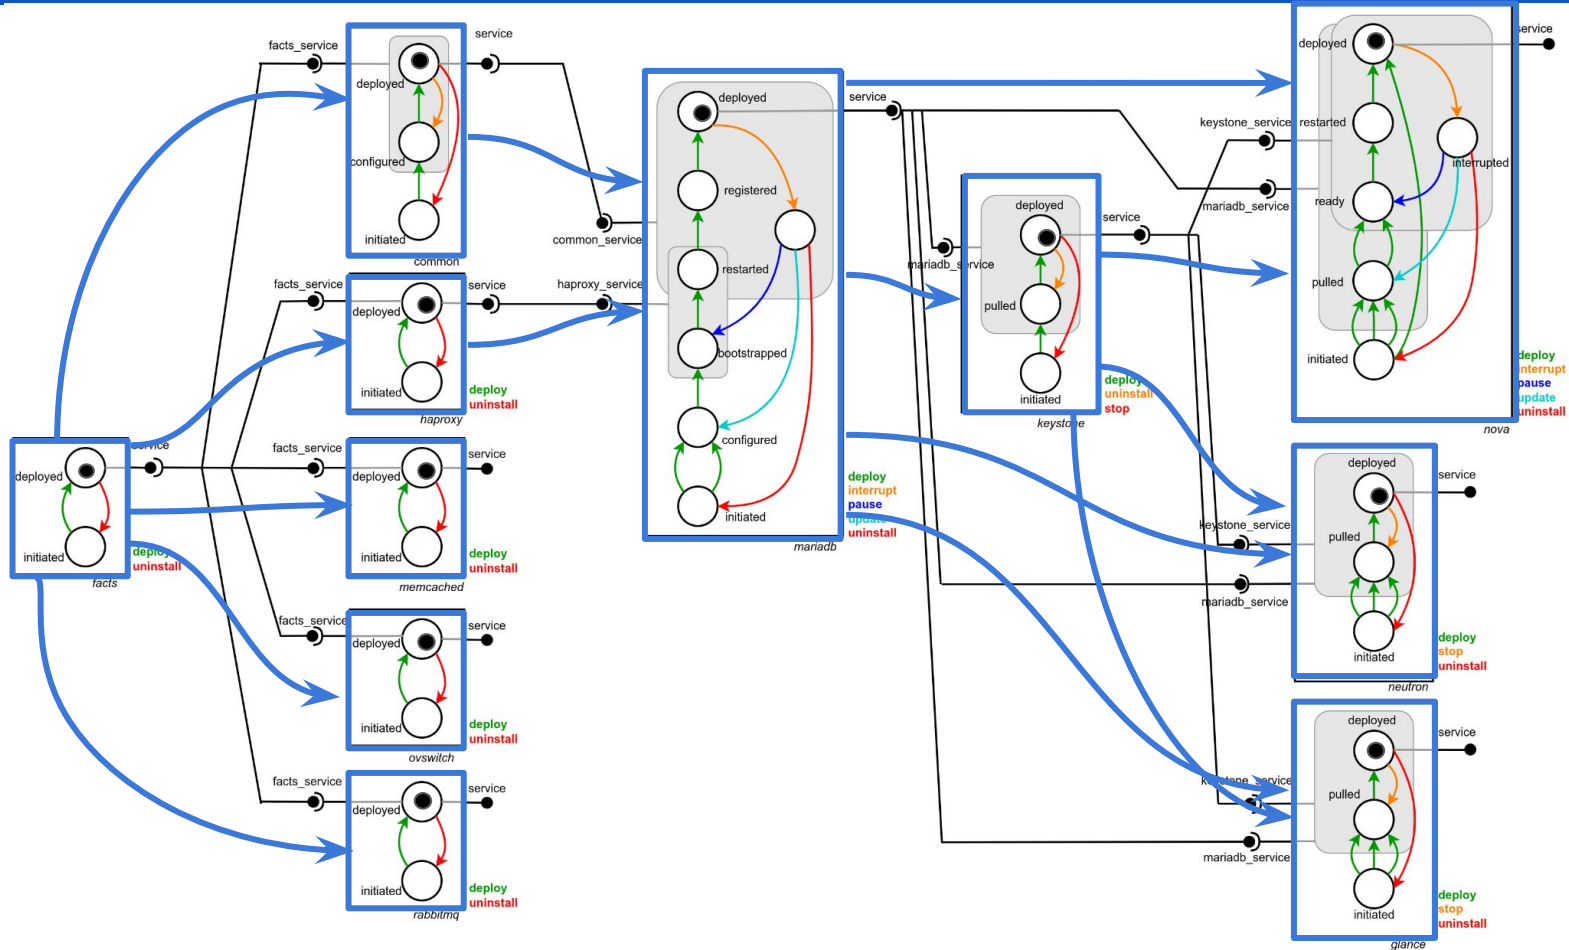 facts_service
service
deployed
configured
initiated
common
facts_service
service
deployed
initiated
deploy
uninstall
haproxy
service
deployed
initiated
deploy
uninstall
facts
facts_service
service
deployed
initiated
deploy
uninstall
memcached
facts_service
service
deployed
initiated
deploy
uninstall
ovswitch
facts_service
service
deployed
initiated
deploy
uninstall
rabbitmq
common_service
haproxy_service
deployed
service
registered
restarted
bootstrapped
configured
initiated
deploy
interrupt
pause
update
uninstall
mariadb
mariadb_service
deployed
service
pulled
initiated
deploy
uninstall
stop
keystone
keystone_service
mariadb_service
deployed
service
restarted
interrupted
ready
pulled
initiated
deploy
interrupt
pause
update
uninstall
nova
keystone_service
mariadb_service
deployed
service
pulled
initiated
deploy
stop
uninstall
neutron
keystone_service
mariadb_service
deployed
service
pulled
initiated
deploy
stop
uninstall
glance